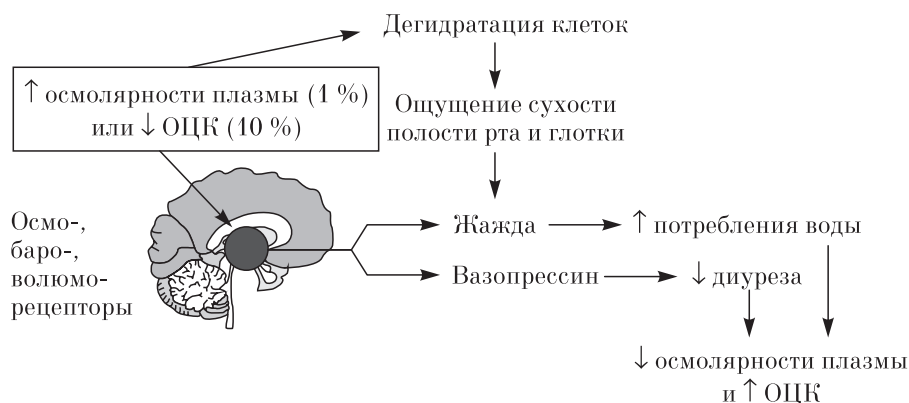 Дегидратация клеток
↑ осмолярности плазмы (1 %)
или ↓ ОЦК (10 %)
Ощущение сухости
полости рта и глотки
Осмо-,
баро-,
волюмо-
рецепторы
Жажда
↑ потребления воды
Вазопрессин
↓ диуреза
↓ осмолярности плазмы
и ↑ ОЦК